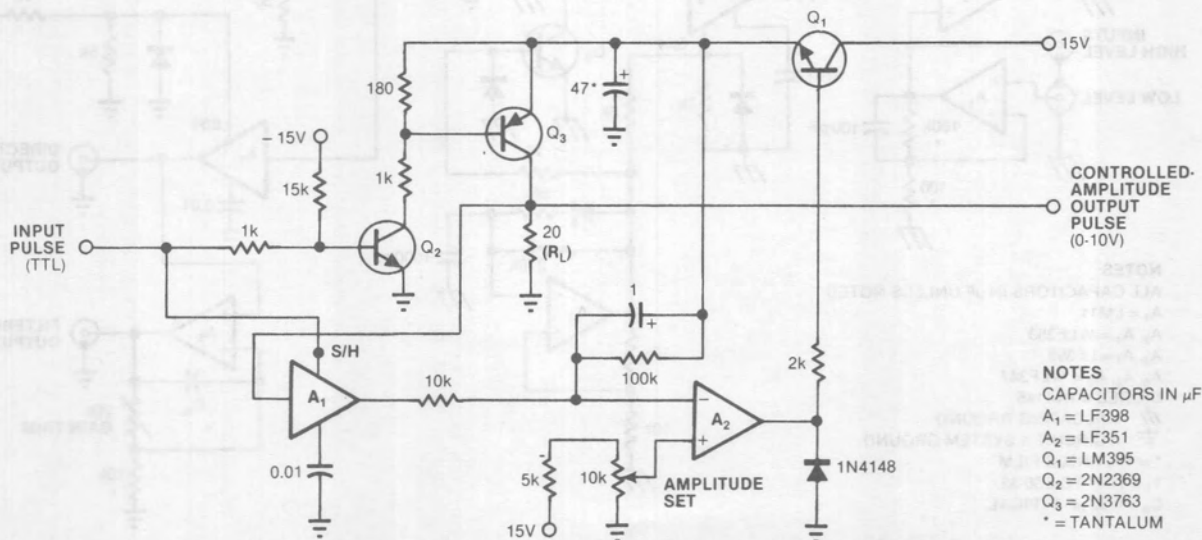 Q1
15V
180
47*
+
Q3
– 15V
15k
1k
CONTROLLED-
AMPLITUDE
OUTPUT
PULSE
(0-10V)
INPUT
PULSE
(TTL)
1k
Q2
20
(RL)
1
+
S/H
10k
100k
2k
A1
–
A2
+
0.01
-
5k
10k
AMPLITUDE
SET
15V
1N4148
NOTES
CAPACITORS IN μF
A1 = LF398
A2 = LF351
Q1 = LM395
Q2 = 2N2369
Q3 = 2N3763
* = TANTALUM